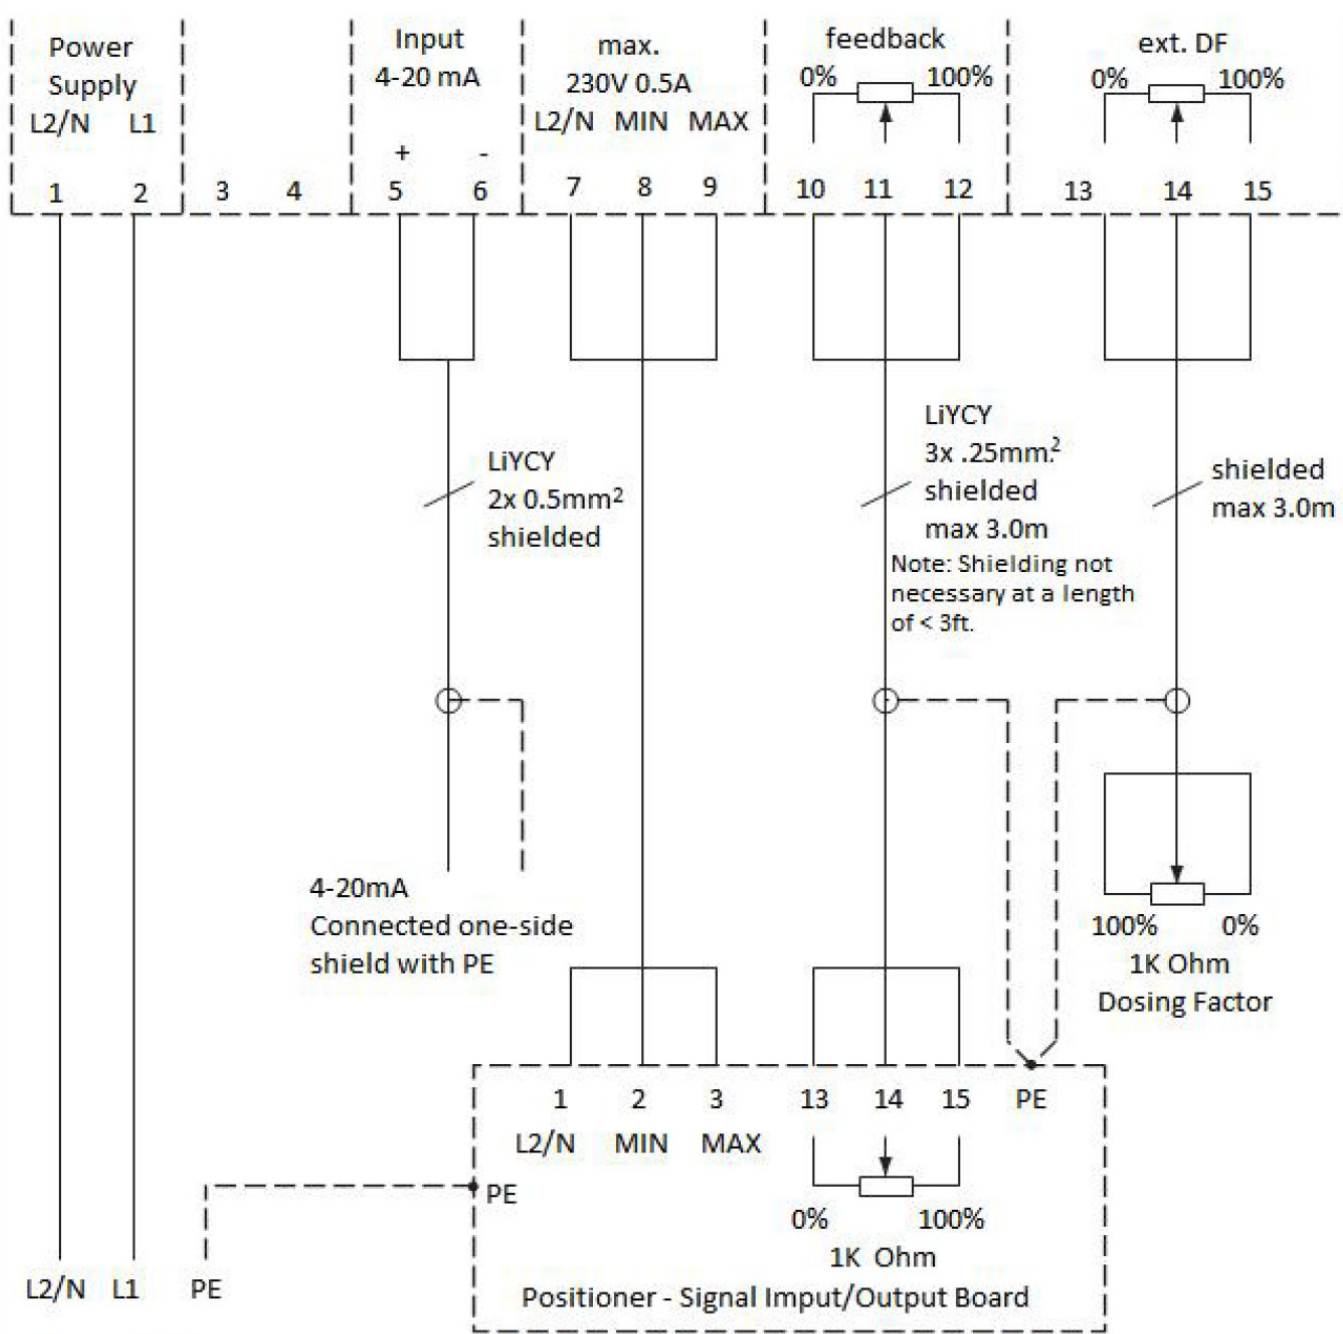 Power
Supply
L2/N L1
1 2
3 4
Input
4-20 mA
+ -
5 6
max.
230V 0.5A
L2/N MIN MAX
7 8 9
feedback
0% 100%
10 11 12
ext. DF
0% 100%
13 14 15
LiYCY
2x 0.5mm²
shielded
LiYCY
3x .25mm.²
shielded
max 3.0m
Note: Shielding not
necessary at a length
of < 3ft.
shielded
max 3.0m
4-20mA
Connected one-side
shield with PE
100% 0%
1K Ohm
Dosing Factor
1 2 3 13 14 15 PE
L2/N MIN MAX
PE
0% 100%
1K Ohm
Positioner - Signal Imput/Output Board
L2/N L1 PE